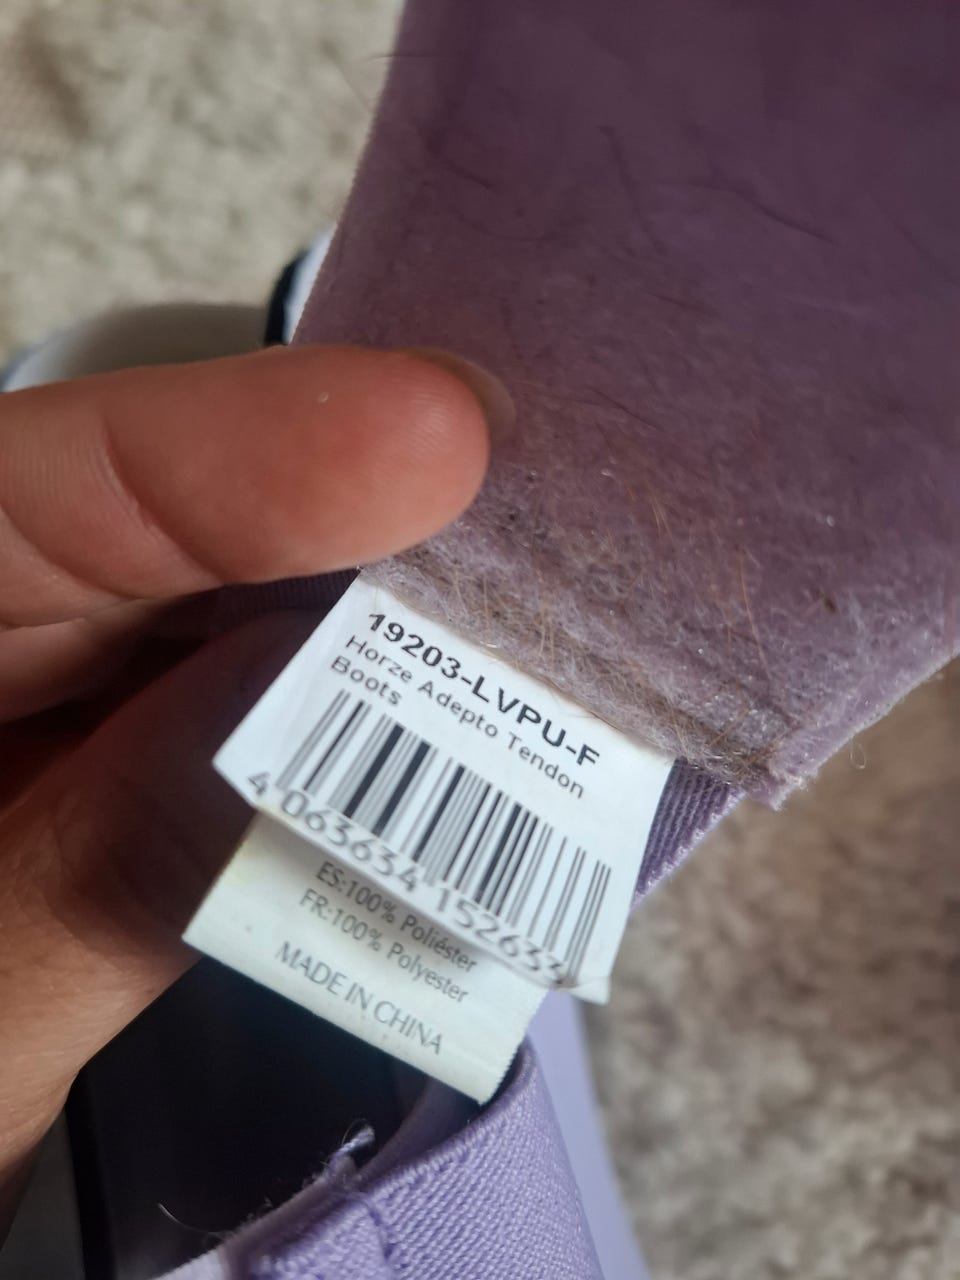 19203-LVPU-F
Horze Adepto Tendon
Boots
4 063634 152633
ES:100% Poliéster
FR:100% Polyester
MADE IN CHINA